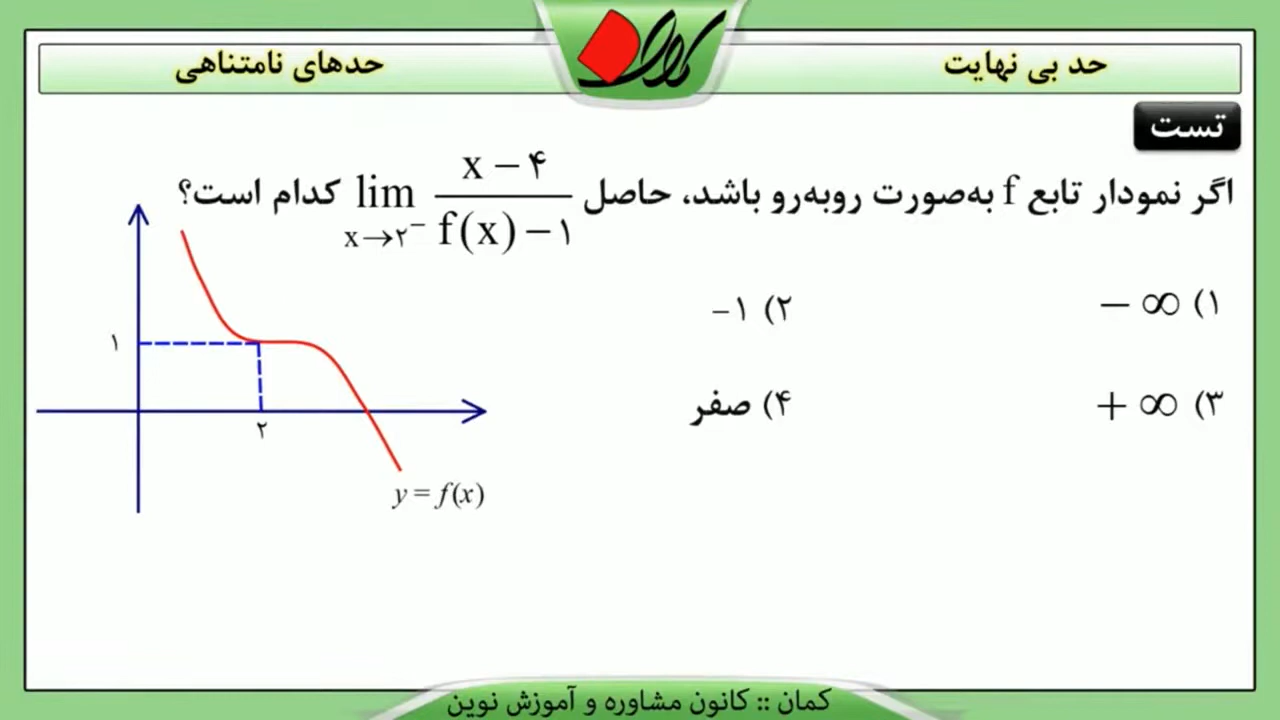 حد بی نهایت
کمان
حدهای نامتناهی
تست
اگر نمودار تابع f به‌صورت روبه‌رو باشد، حاصل lim x→۲⁻ (x − ۴)/(f(x) − ۱) کدام است؟
۱) − ∞
۲) −۱
۳) + ∞
۴) صفر
۱
۲
y = f(x)
کمان :: کانون مشاوره و آموزش نوین